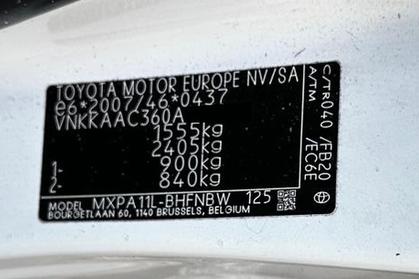 TOYOTA MOTOR EUROPE NV/SA
e6*2007/46*0437
VNKKAAC360A
1555kg
2405kg
1- 900kg
2- 840kg
MODEL MXPA11L-BHFNBW 125
BOURGETLAAN 60, 1140 BRUSSELS, BELGIUM
C/TR040 /FB20
A/TM /EC6E